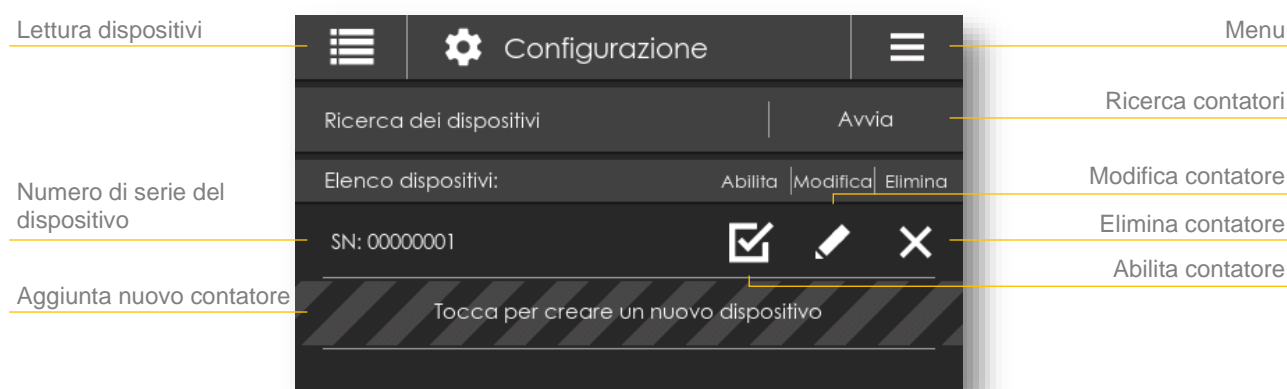 Lettura dispositivi
Configurazione
Menu
Ricerca contatori
Ricerca dei dispositivi
Avvia
Elenco dispositivi:
Abilita
Modifica
Elimina
Modifica contatore
Numero di serie del
dispositivo
SN: 00000001
Elimina contatore
Abilita contatore
Aggiunta nuovo contatore
Tocca per creare un nuovo dispositivo